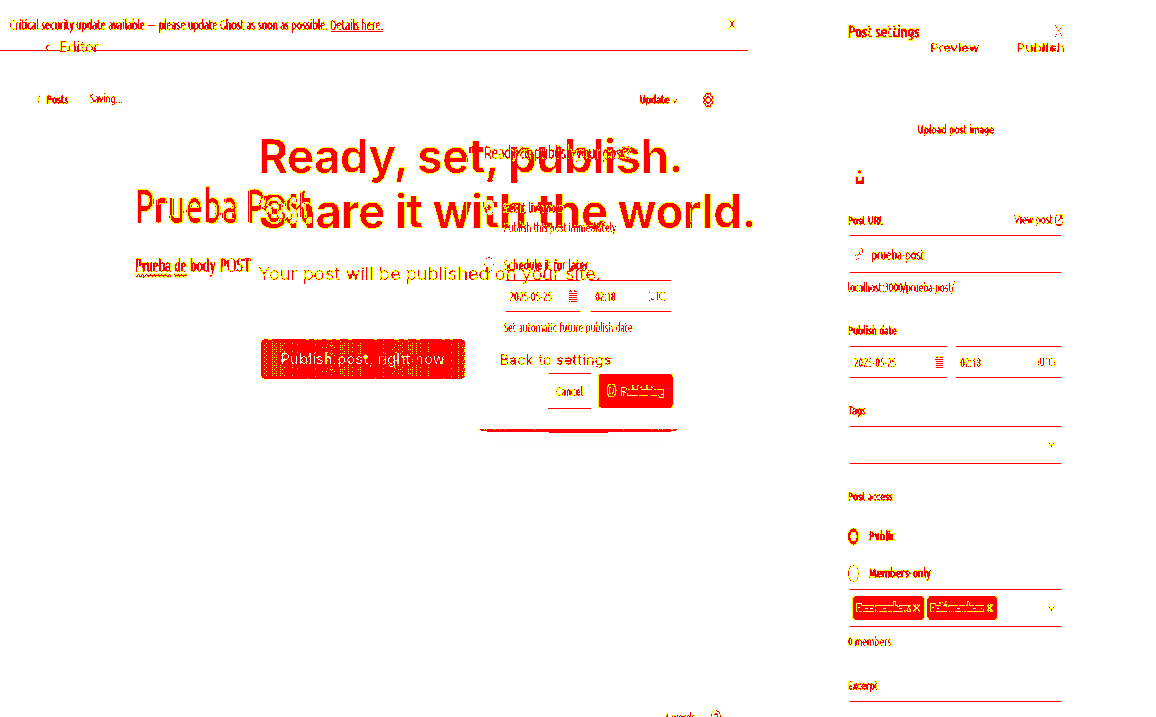 Critical security update available — please update Ghost as soon as possible. Details here.
Editor
Posts
Saving...
Update
Ready, set, publish.
Share it with the world.
Your post will be published on your site.
Publish post, right now
Prueba Post
Prueba de body POST
Ready to publish your post?
Set it live now
Publish this post immediately
Schedule it for later
2025-05-25
02:18
(UTC)
Set automatic future publish date
Back to settings
Cancel
Post settings
X
Preview
Publish
Upload post image
Post URL
View post
prueba-post
localhost:3000/prueba-post/
Publish date
2025-05-25
02:18
(UTC)
Tags
Post access
Public
Members-only
0 members
Excerpt